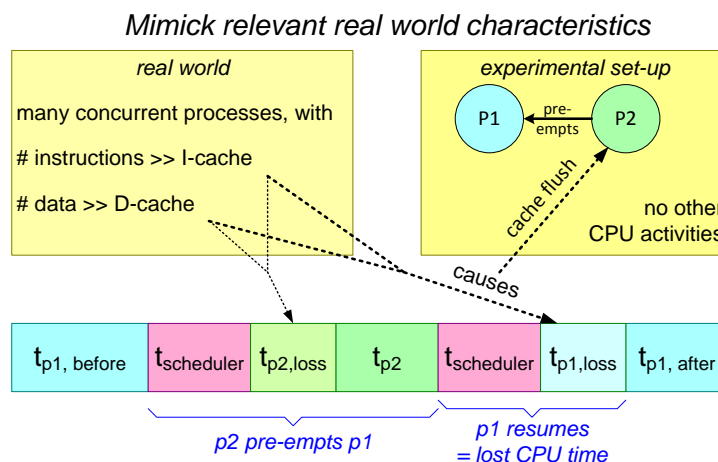 Mimick relevant real world characteristics
real world
many concurrent processes, with
# instructions >> I-cache
# data >> D-cache
experimental set-up
P1
pre-
empts
P2
cache flush
no other
CPU activities
causes
tp1, before
tscheduler
tp2,loss
tp2
tscheduler
tp1,loss
tp1, after
p2 pre-empts p1
p1 resumes
= lost CPU time